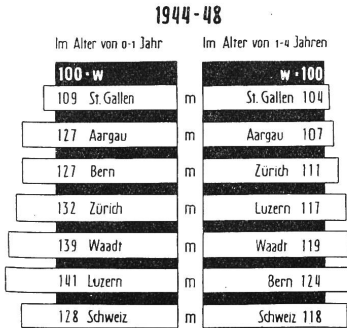 1944-48
Im Alter von 0-1 Jahr Im Alter von 1-4 Jahren
100·w w·100
109 St. Gallen m St. Gallen 104
127 Aargau m Aargau 107
127 Bern m Zürich 111
132 Zürich m Luzern 117
139 Waadt m Waadt 119
141 Luzern m Bern 124
128 Schweiz m Schweiz 118